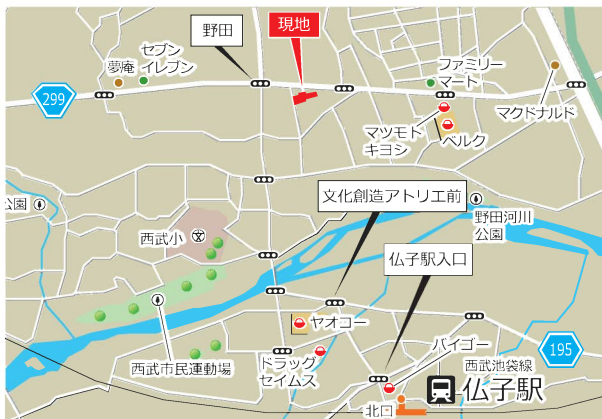 野田
現地
セブン
イレブン
夢庵
ファミリー
マート
299
マクドナルド
マツモト
キヨシ
ベルク
文化創造アトリエ前
公園
野田河川
公園
西武小
文
仏子駅入口
ヤオコー
バイゴー
195
西武池袋線
ドラッグ
セイムス
西武市民運動場
仏子駅
北口